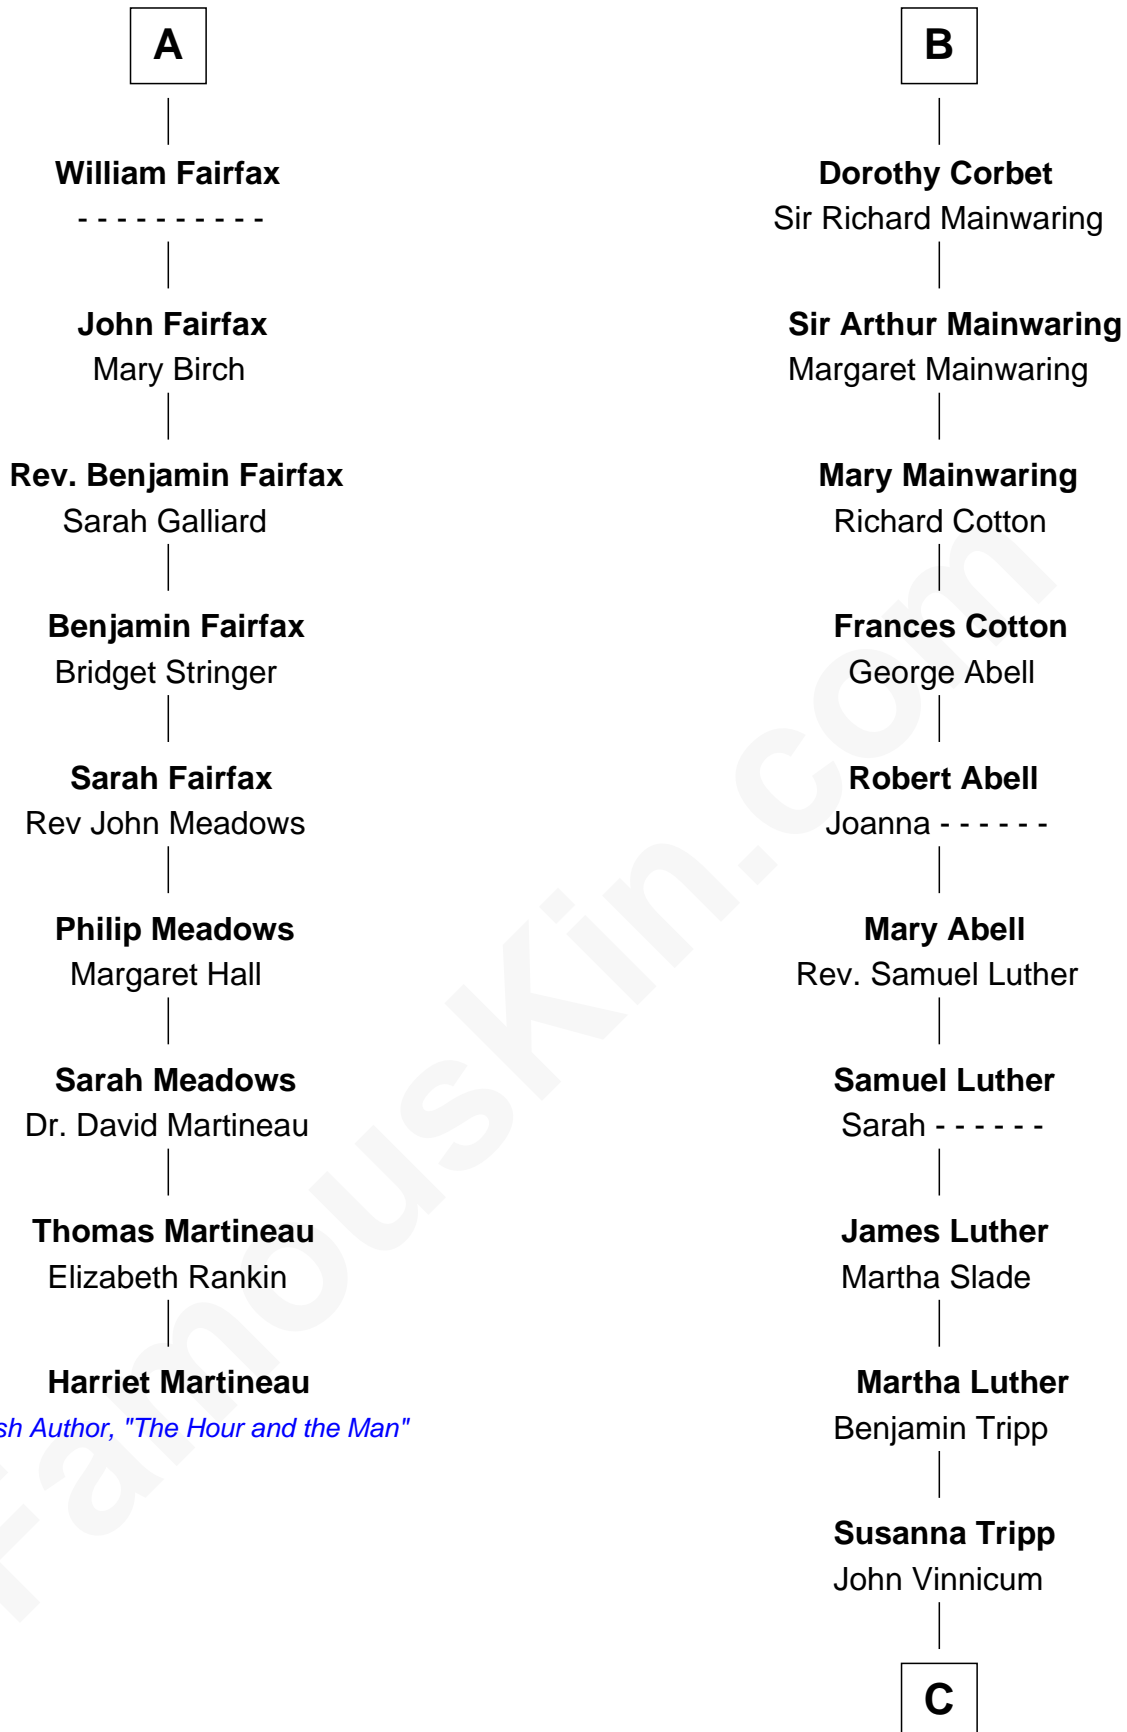 A
William Fairfax
- - - - - - - - - -
John Fairfax
Mary Birch
Rev. Benjamin Fairfax
Sarah Galliard
Benjamin Fairfax
Bridget Stringer
Sarah Fairfax
Rev John Meadows
Philip Meadows
Margaret Hall
Sarah Meadows
Dr. David Martineau
Thomas Martineau
Elizabeth Rankin
Harriet Martineau
sh Author, "The Hour and the Man"
B
Dorothy Corbet
Sir Richard Mainwaring
Sir Arthur Mainwaring
Margaret Mainwaring
Mary Mainwaring
Richard Cotton
Frances Cotton
George Abell
Robert Abell
Joanna - - - - - -
Mary Abell
Rev. Samuel Luther
Samuel Luther
Sarah - - - - - -
James Luther
Martha Slade
Martha Luther
Benjamin Tripp
Susanna Tripp
John Vinnicum
C
FamousKin.com